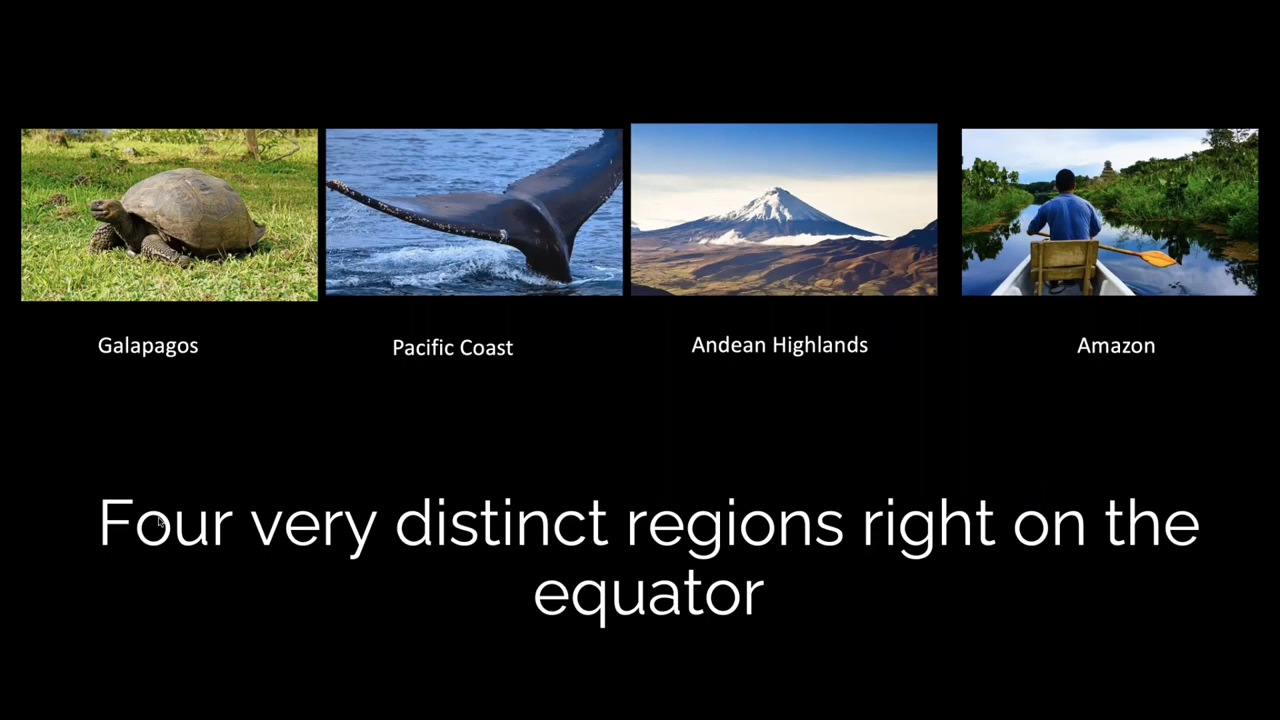 Galapagos
Pacific Coast
Andean Highlands
Amazon
Four very distinct regions right on the
equator